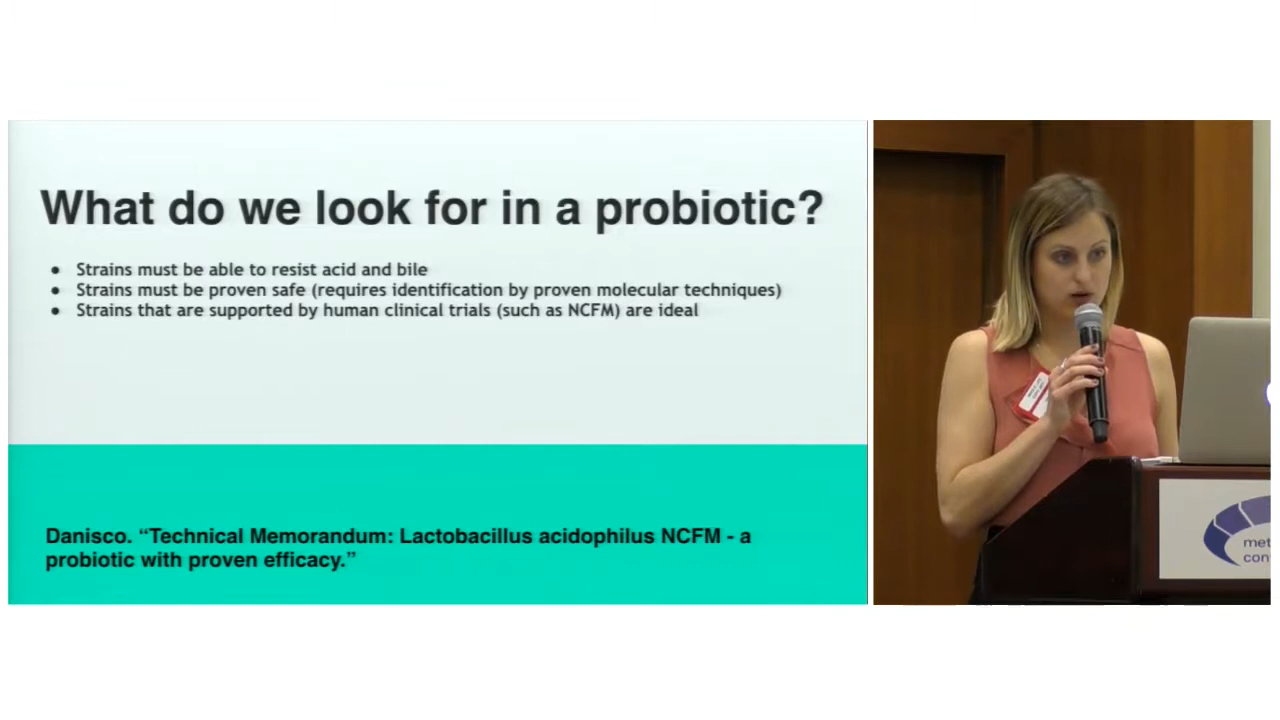 What do we look for in a probiotic?
● Strains must be able to resist acid and bile
● Strains must be proven safe (requires identification by proven molecular techniques)
● Strains that are supported by human clinical trials (such as NCFM) are ideal
Danisco. “Technical Memorandum: Lactobacillus acidophilus NCFM - a
probiotic with proven efficacy.”
met
con